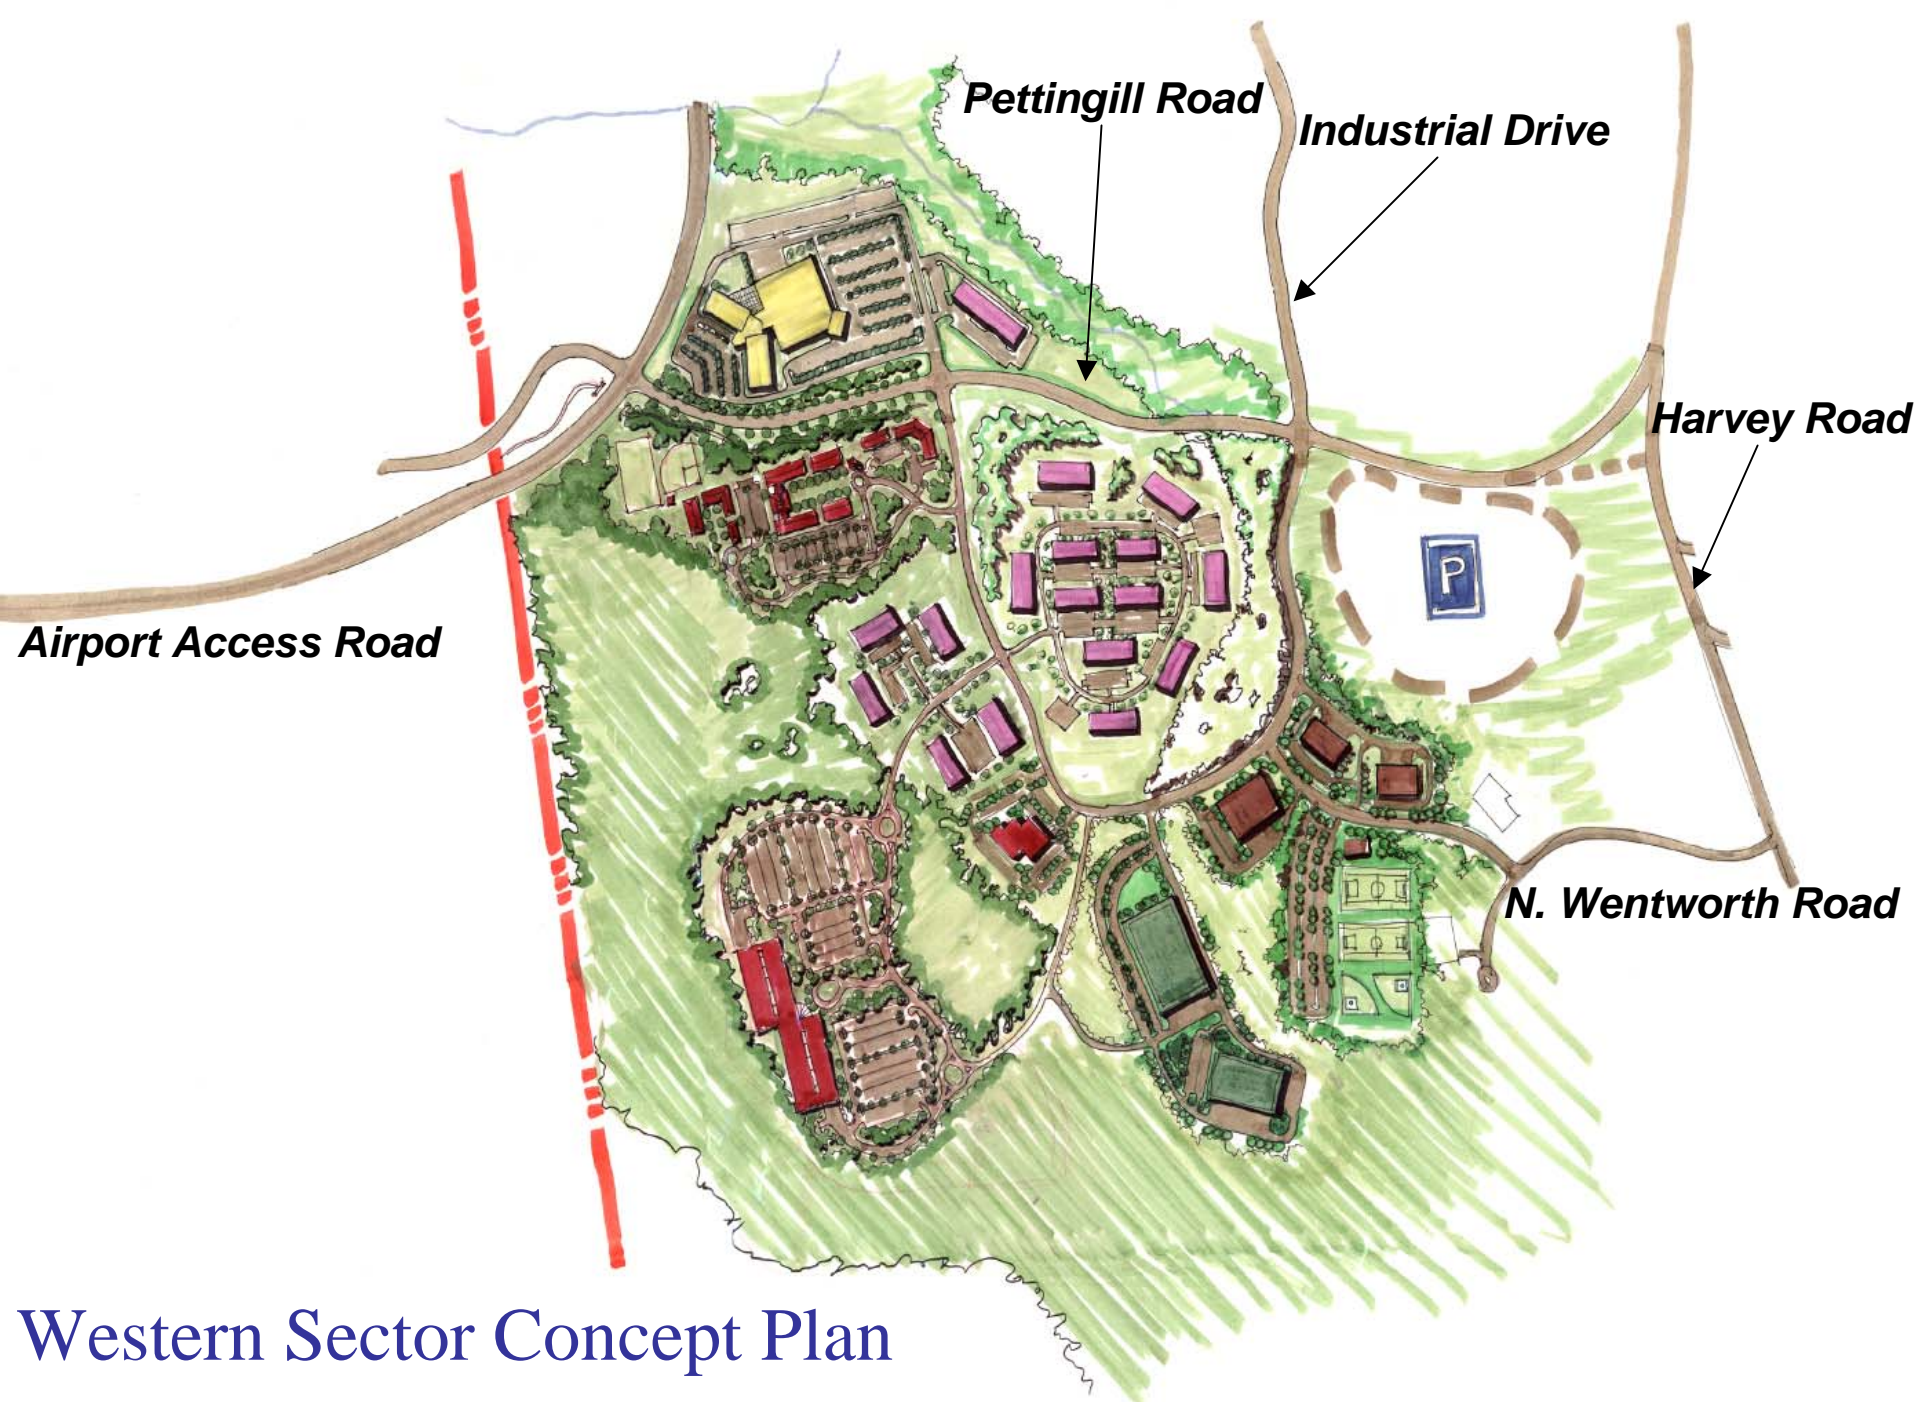 Pettingill Road
Industrial Drive
Harvey Road
P
Airport Access Road
N. Wentworth Road
Western Sector Concept Plan